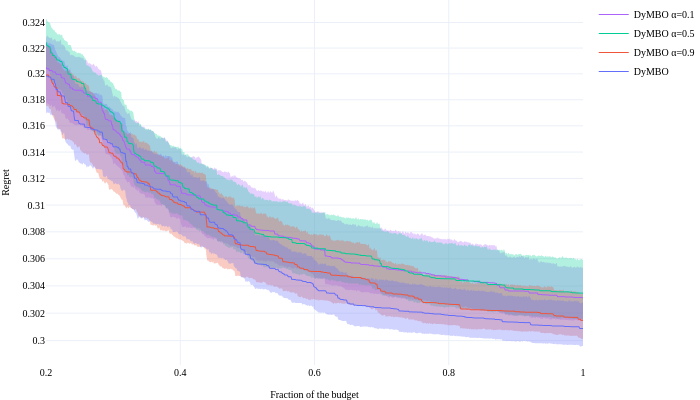 0.324
0.322
0.32
0.318
0.316
0.314
0.312
0.31
0.308
0.306
0.304
0.302
0.3
Regret
0.2 0.4 0.6 0.8 1
Fraction of the budget
DyMBO α=0.1
DyMBO α=0.5
DyMBO α=0.9
DyMBO